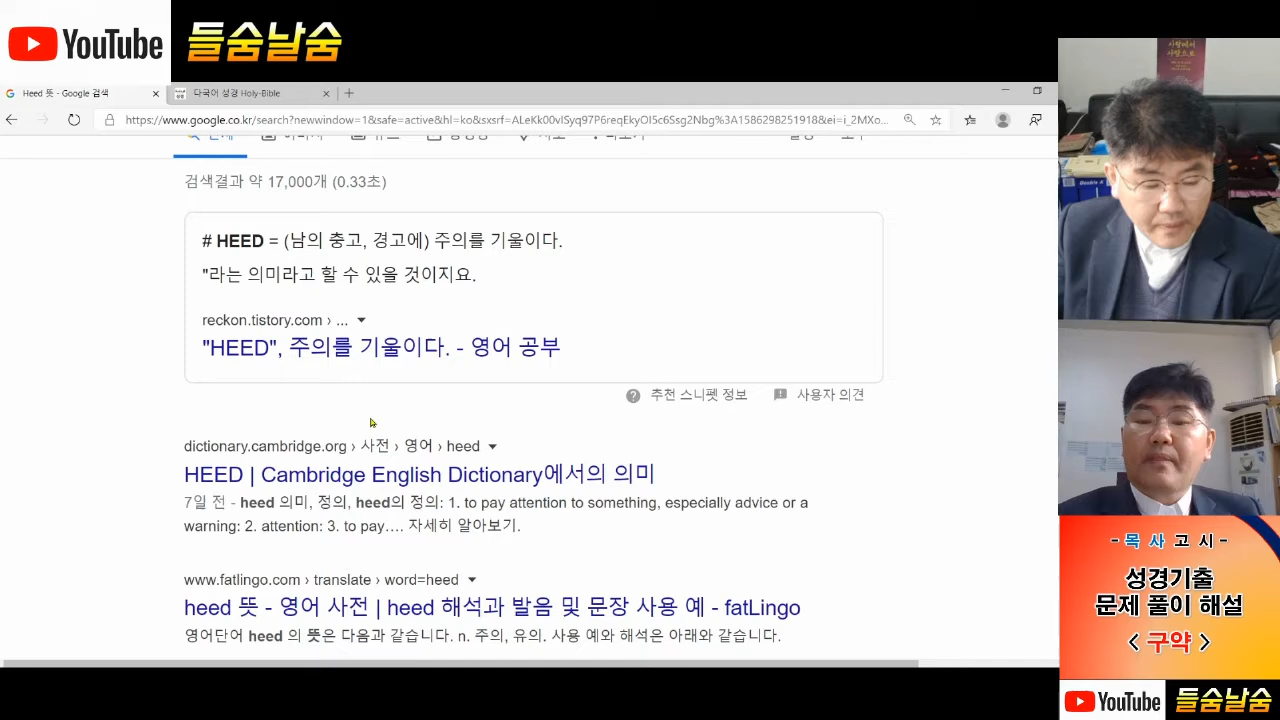 YouTube 들숨날숨
Heed 뜻 - Google 검색
다국어 성경 Holy-Bible
https://www.google.co.kr/search?newwindow=1&safe=active&hl=ko&sxsrf=ALeKk00vISyq97P6reqEkyOI5c6Ssg2Nbg%3A1586298251918&ei=i_2MXo...
검색결과 약 17,000개 (0.33초)
# HEED = (남의 충고, 경고에) 주의를 기울이다.
"라는 의미라고 할 수 있을 것이지요.
reckon.tistory.com › ...
"HEED", 주의를 기울이다. - 영어 공부
추천 스니펫 정보 사용자 의견
dictionary.cambridge.org › 사전 › 영어 › heed
HEED | Cambridge English Dictionary에서의 의미
7일 전 - heed 의미, 정의, heed의 정의: 1. to pay attention to something, especially advice or a
warning: 2. attention: 3. to pay…. 자세히 알아보기.
www.fatlingo.com › translate › word=heed
heed 뜻 - 영어 사전 | heed 해석과 발음 및 문장 사용 예 - fatLingo
영어단어 heed 의 뜻은 다음과 같습니다. n. 주의, 유의. 사용 예와 해석은 아래와 같습니다.
사랑에서
사랑으로
- 목 사 고 시 -
성경기출
문제 풀이 해설
< 구약 >
YouTube 들숨날숨